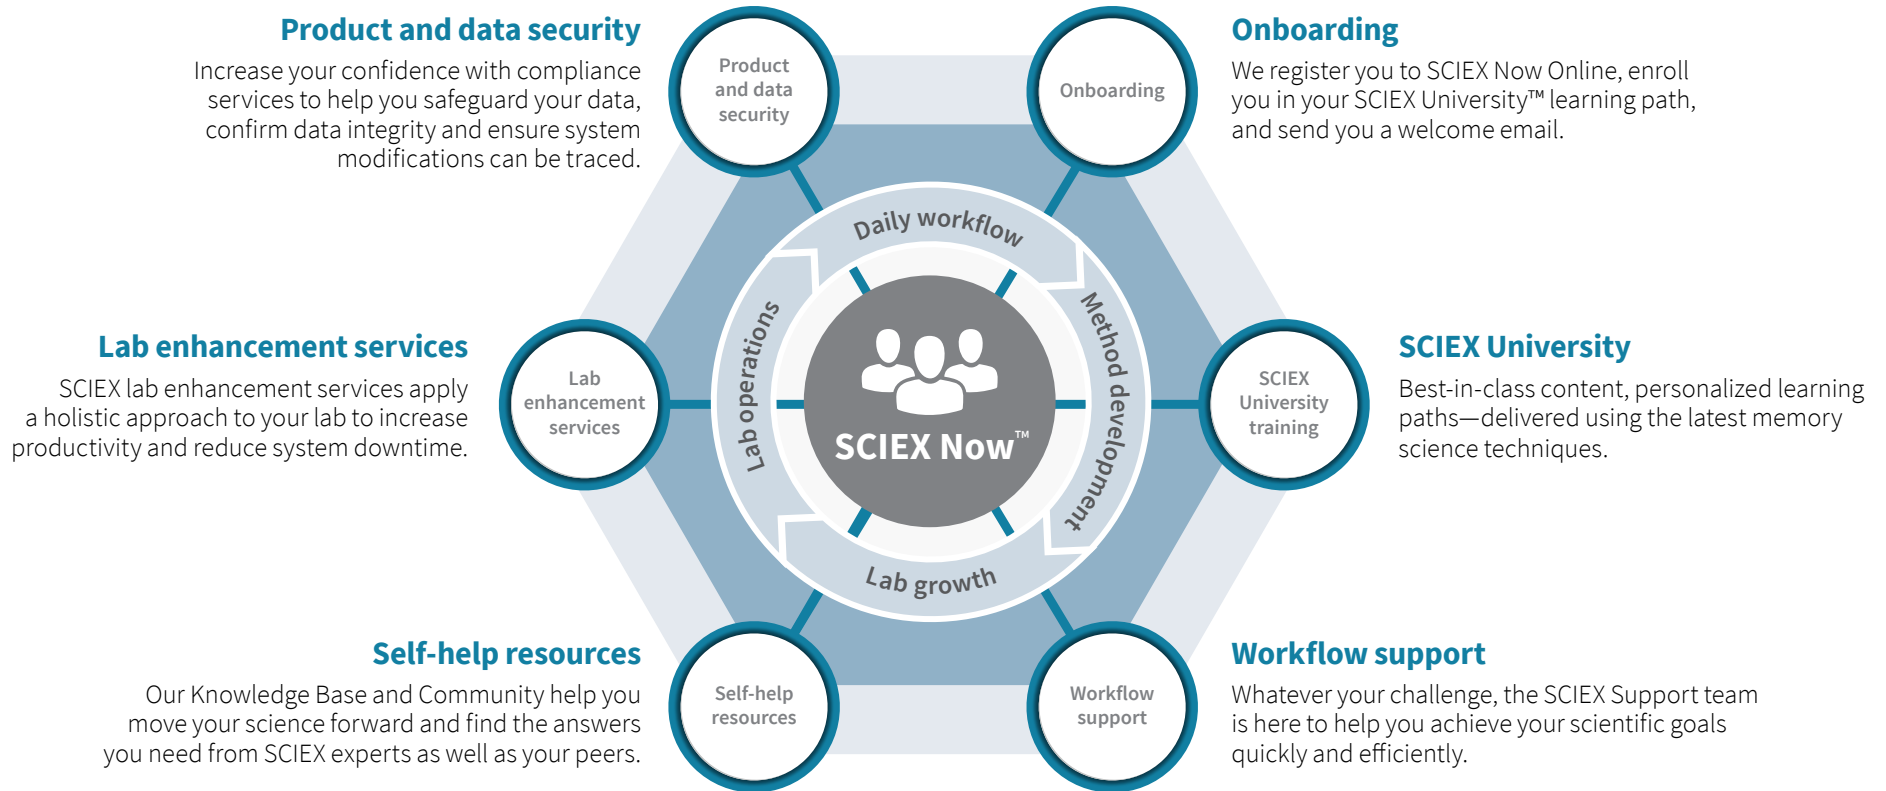 Product and data security
Increase your confidence with compliance
services to help you safeguard your data,
confirm data integrity and ensure system
modifications can be traced.
Product
and data
security
Onboarding
Onboarding
We register you to SCIEX Now Online, enroll
you in your SCIEX University™ learning path,
and send you a welcome email.
Daily workflow
Method development
Lab growth
Lab operations
SCIEX Now™
Lab enhancement services
SCIEX lab enhancement services apply
a holistic approach to your lab to increase
productivity and reduce system downtime.
Lab
enhancement
services
SCIEX
University
training
SCIEX University
Best-in-class content, personalized learning
paths—delivered using the latest memory
science techniques.
Self-help resources
Our Knowledge Base and Community help you
move your science forward and find the answers
you need from SCIEX experts as well as your peers.
Self-help
resources
Workflow
support
Workflow support
Whatever your challenge, the SCIEX Support team
is here to help you achieve your scientific goals
quickly and efficiently.